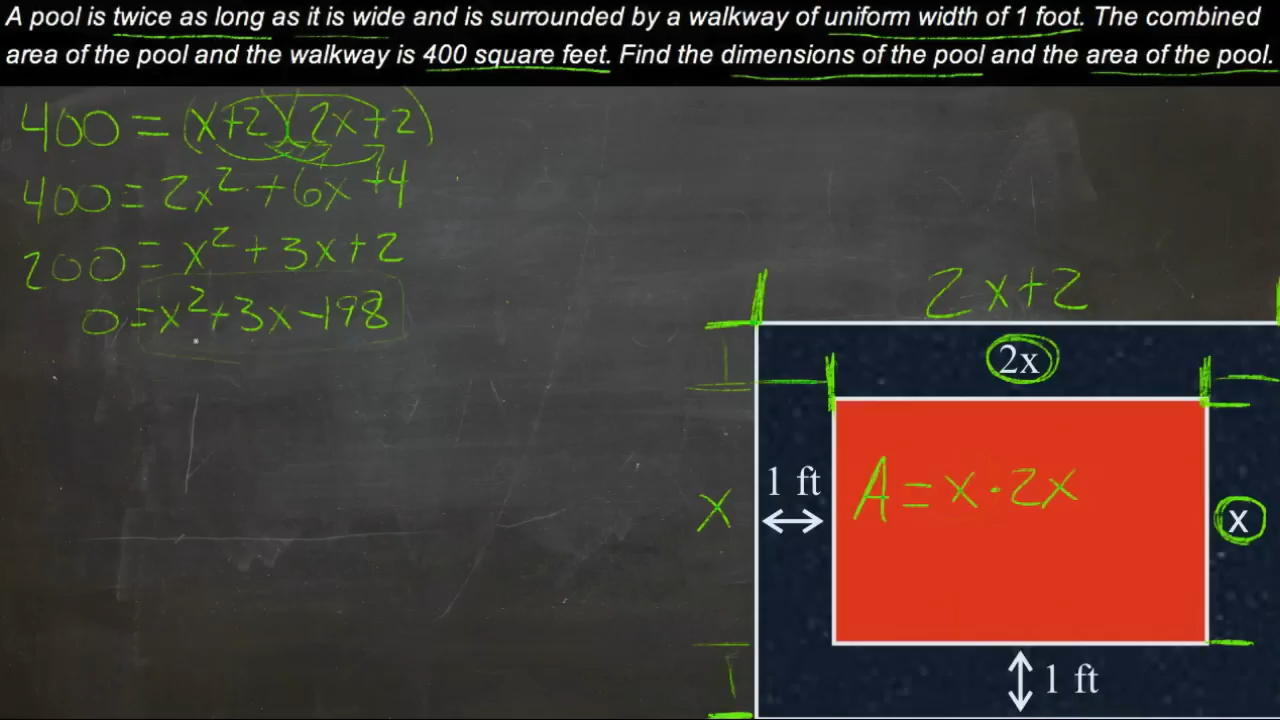 A pool is twice as long as it is wide and is surrounded by a walkway of uniform width of 1 foot. The combined
area of the pool and the walkway is 400 square feet. Find the dimensions of the pool and the area of the pool.
400 = (x+2)(2x+2)
400 = 2x² + 6x + 4
200 = x² + 3x + 2
0 = x² + 3x - 198
2x+2
1
2x
1 ft
A = x · 2x
x
x
1
1 ft